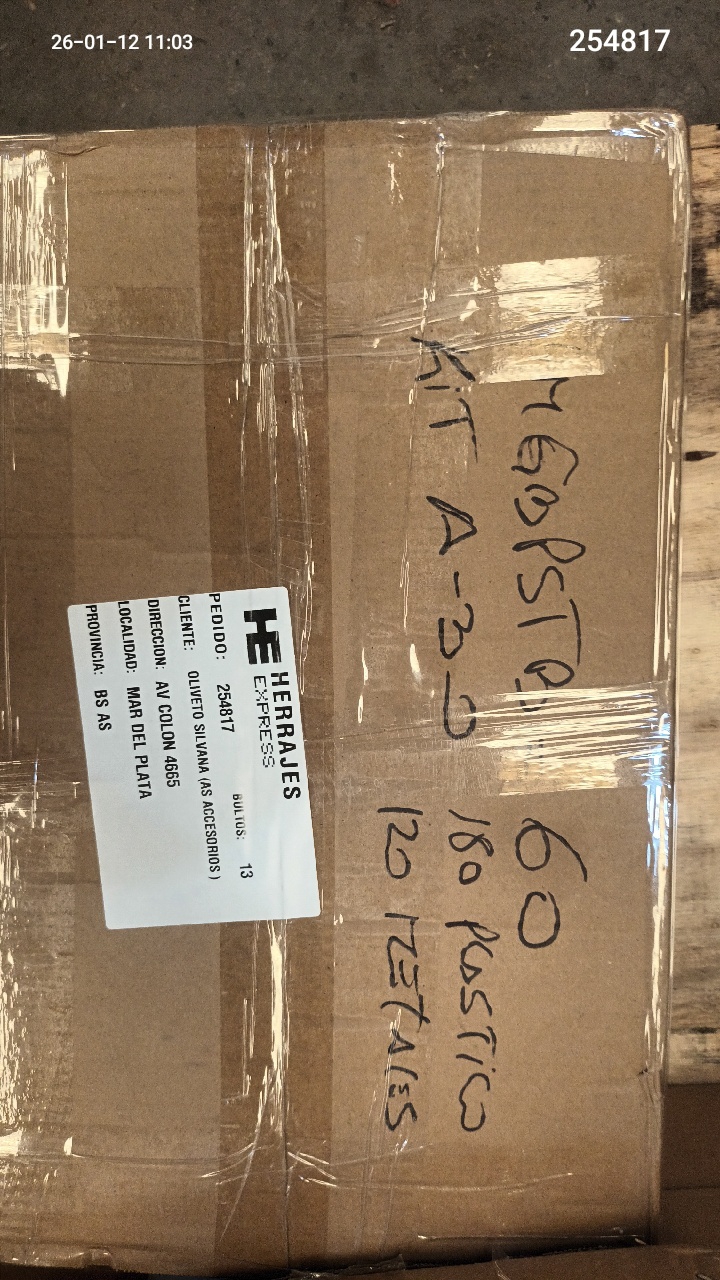 26-01-12 11:03
254817
60
KIT A-30
180 PLASTICO
120 METALES
HE HERRAJES
EXPRESS
PEDIDO: 254817 BULTOS: 13
CLIENTE: OLIVETO SILVANA (AS ACCESORIOS)
DIRECCION: AV COLON 4665
LOCALIDAD: MAR DEL PLATA
PROVINCIA: BS AS